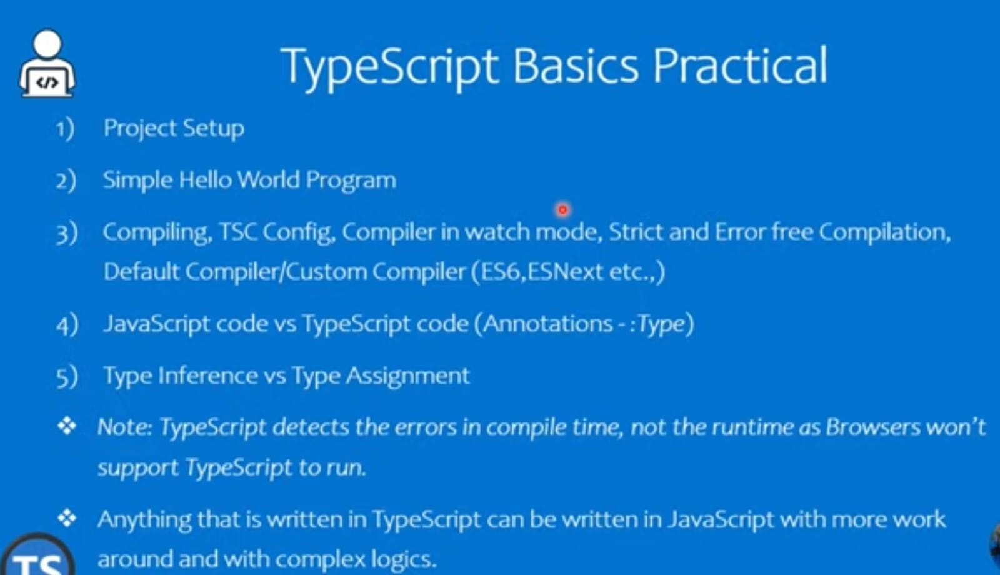 </>
TypeScript Basics Practical
1) Project Setup
2) Simple Hello World Program
3) Compiling, TSC Config, Compiler in watch mode, Strict and Error free Compilation,
Default Compiler/Custom Compiler (ES6,ESNext etc.,)
4) JavaScript code vs TypeScript code (Annotations - :Type)
5) Type Inference vs Type Assignment
❖ Note: TypeScript detects the errors in compile time, not the runtime as Browsers won't
support TypeScript to run.
❖ Anything that is written in TypeScript can be written in JavaScript with more work
around and with complex logics.
TS